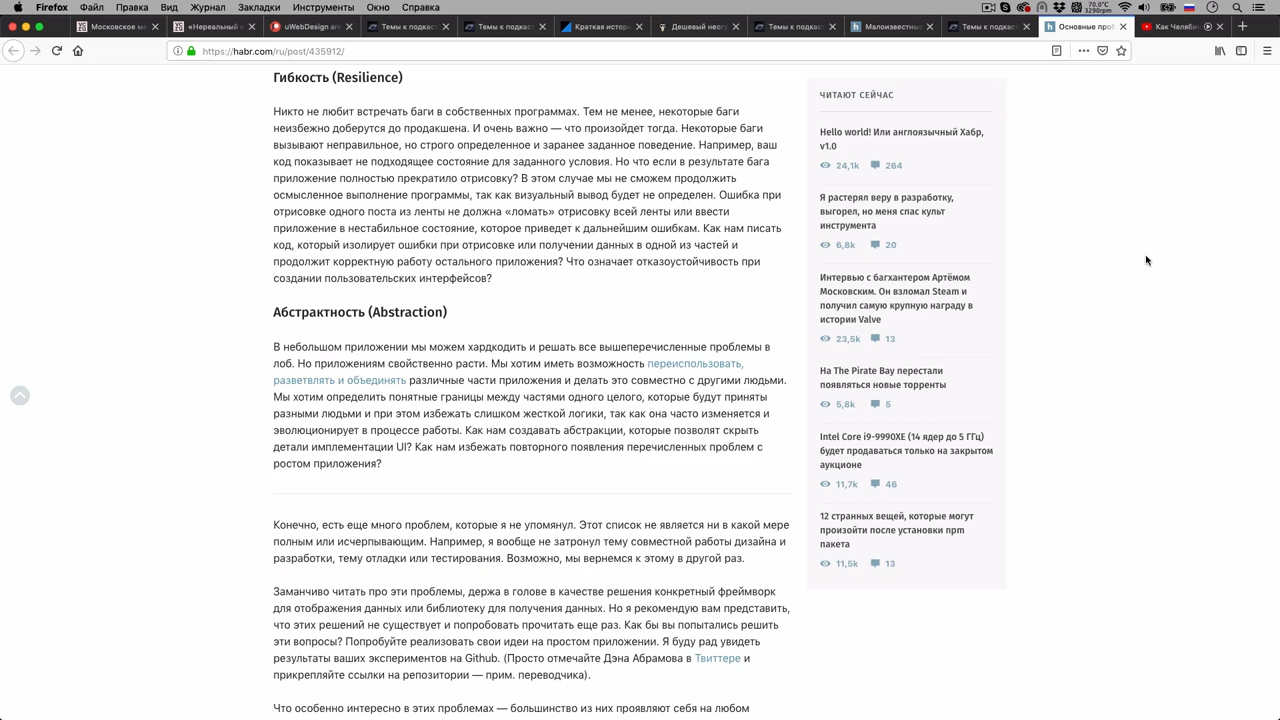 Firefox Файл Правка Вид Журнал Закладки Инструменты Окно Справка
70.0°C
3290rpm
Московское ме
«Нереальный к
uWebDesign an
Темы к подкаст
Темы к подкаст
Краткая истори
Дешевый неогр
Темы к подкаст
Малоизвестны
Темы к подкаст
Основные проб
Как Челябин
https://habr.com/ru/post/435912/
Гибкость (Resilience)
Никто не любит встречать баги в собственных программах. Тем не менее, некоторые баги
неизбежно доберутся до продакшена. И очень важно — что произойдет тогда. Некоторые баги
вызывают неправильное, но строго определенное и заранее заданное поведение. Например, ваш
код показывает не подходящее состояние для заданного условия. Но что если в результате бага
приложение полностью прекратило отрисовку? В этом случае мы не сможем продолжить
осмысленное выполнение программы, так как визуальный вывод будет не определен. Ошибка при
отрисовке одного поста из ленты не должна «ломать» отрисовку всей ленты или ввести
приложение в нестабильное состояние, которое приведет к дальнейшим ошибкам. Как нам писать
код, который изолирует ошибки при отрисовке или получении данных в одной из частей и
продолжит корректную работу остального приложения? Что означает отказоустойчивость при
создании пользовательских интерфейсов?
Абстрактность (Abstraction)
В небольшом приложении мы можем хардкодить и решать все вышеперечисленные проблемы в
лоб. Но приложениям свойственно расти. Мы хотим иметь возможность переиспользовать,
разветвлять и объединять различные части приложения и делать это совместно с другими людьми.
Мы хотим определить понятные границы между частями одного целого, которые будут приняты
разными людьми и при этом избежать слишком жесткой логики, так как она часто изменяется и
эволюционирует в процессе работы. Как нам создавать абстракции, которые позволят скрыть
детали имплементации UI? Как нам избежать повторного появления перечисленных проблем с
ростом приложения?
Конечно, есть еще много проблем, которые я не упомянул. Этот список не является ни в какой мере
полным или исчерпывающим. Например, я вообще не затронул тему совместной работы дизайна и
разработки, тему отладки или тестирования. Возможно, мы вернемся к этому в другой раз.
Заманчиво читать про эти проблемы, держа в голове в качестве решения конкретный фреймворк
для отображения данных или библиотеку для получения данных. Но я рекомендую вам представить,
что этих решений не существует и попробовать прочитать еще раз. Как бы вы попытались решить
эти вопросы? Попробуйте реализовать свои идеи на простом приложении. Я буду рад увидеть
результаты ваших экспериментов на Github. (Просто отмечайте Дэна Абрамова в Твиттере и
прикрепляйте ссылки на репозитории — прим. переводчика).
Что особенно интересно в этих проблемах — большинство из них проявляют себя на любом
ЧИТАЮТ СЕЙЧАС
Hello world! Или англоязычный Хабр,
v1.0
24,1k 264
Я растерял веру в разработку,
выгорел, но меня спас культ
инструмента
6,8k 20
Интервью с багхантером Артёмом
Московским. Он взломал Steam и
получил самую крупную награду в
истории Valve
23,5k 13
На The Pirate Bay перестали
появляться новые торренты
5,8k 5
Intel Core i9-9990XE (14 ядер до 5 ГГц)
будет продаваться только на закрытом
аукционе
11,7k 46
12 странных вещей, которые могут
произойти после установки npm
пакета
11,5k 13